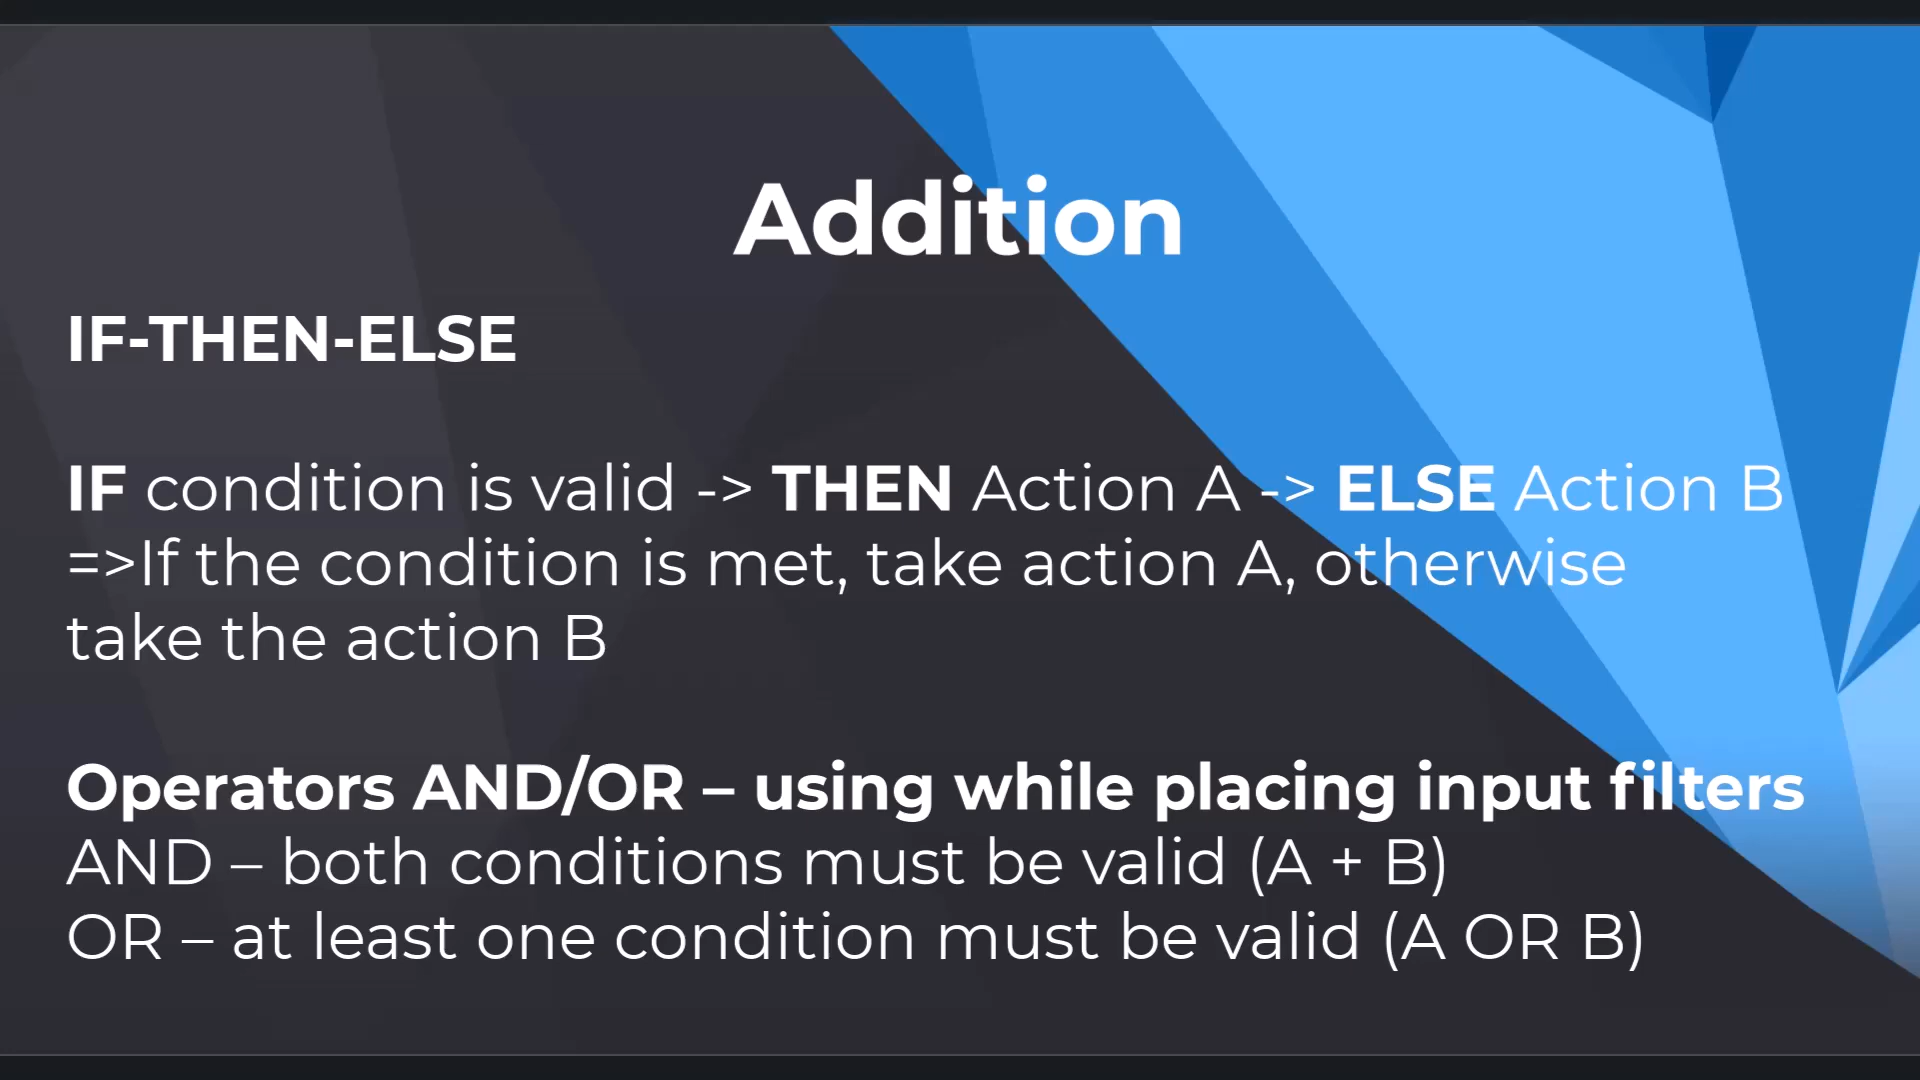 Addition
IF-THEN-ELSE
IF condition is valid -> THEN Action A -> ELSE Action B
=>If the condition is met, take action A, otherwise
take the action B
Operators AND/OR – using while placing input filters
AND – both conditions must be valid (A + B)
OR – at least one condition must be valid (A OR B)